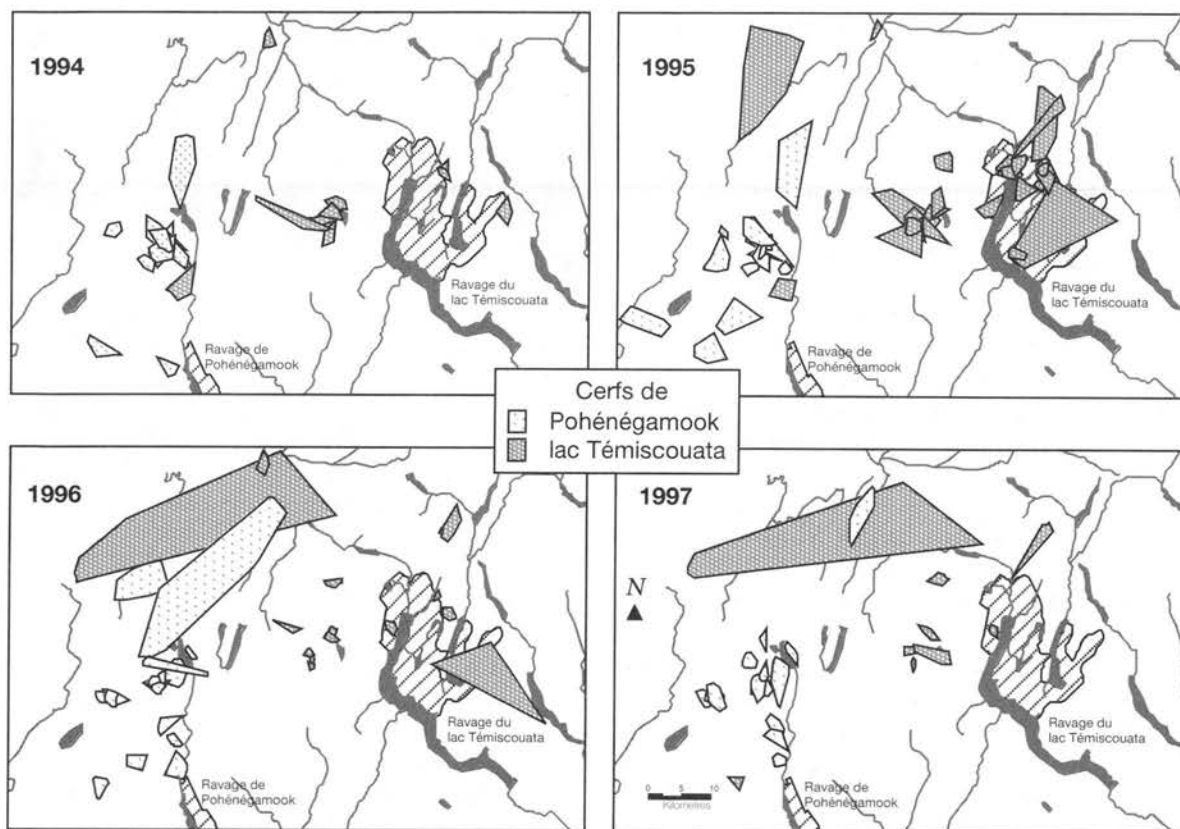 1994
Ravage du
lac Témiscouata
Ravage de
Pohénégamook
1995
Ravage du
lac Témiscouata
Ravage de
Pohénégamook
Cerfs de
Pohénégamook
lac Témiscouata
1996
Ravage du
lac Témiscouata
Ravage de
Pohénégamook
1997
N
Ravage du
lac Témiscouata
0 5 10
Kilometres
Ravage de
Pohénégamook